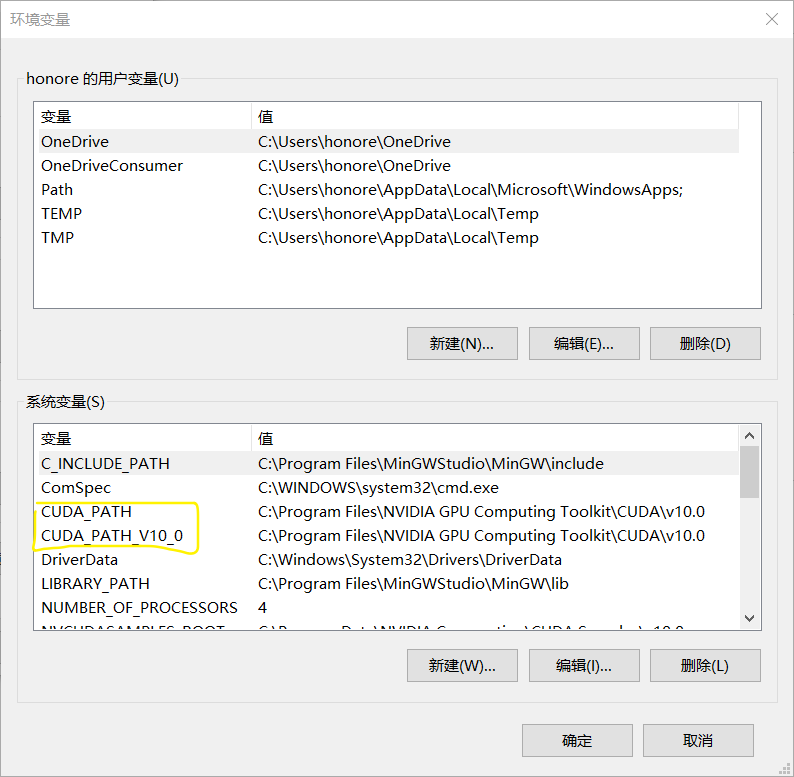 环境变量
honore 的用户变量(U)
变量 值
OneDrive C:\Users\honore\OneDrive
OneDriveConsumer C:\Users\honore\OneDrive
Path C:\Users\honore\AppData\Local\Microsoft\WindowsApps;
TEMP C:\Users\honore\AppData\Local\Temp
TMP C:\Users\honore\AppData\Local\Temp
新建(N)... 编辑(E)... 删除(D)
系统变量(S)
变量 值
C_INCLUDE_PATH C:\Program Files\MinGWStudio\MinGW\include
ComSpec C:\WINDOWS\system32\cmd.exe
CUDA_PATH C:\Program Files\NVIDIA GPU Computing Toolkit\CUDA\v10.0
CUDA_PATH_V10_0 C:\Program Files\NVIDIA GPU Computing Toolkit\CUDA\v10.0
DriverData C:\Windows\System32\Drivers\DriverData
LIBRARY_PATH C:\Program Files\MinGWStudio\MinGW\lib
NUMBER_OF_PROCESSORS 4
新建(W)... 编辑(I)... 删除(L)
确定 取消